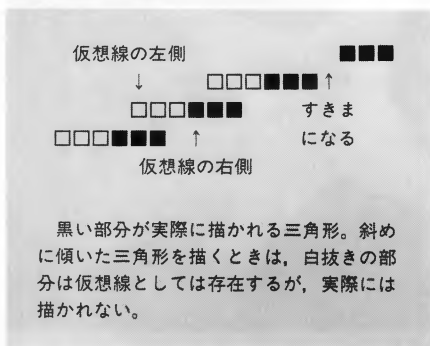 仮想線の左側 ■■■
↓ □□□■■■↑
□□□■■■ すきま
□□□■■■ ↑ になる
仮想線の右側
黒い部分が実際に描かれる三角形。斜め
に傾いた三角形を描くときは，白抜きの部
分は仮想線としては存在するが，実際には
描かれない。